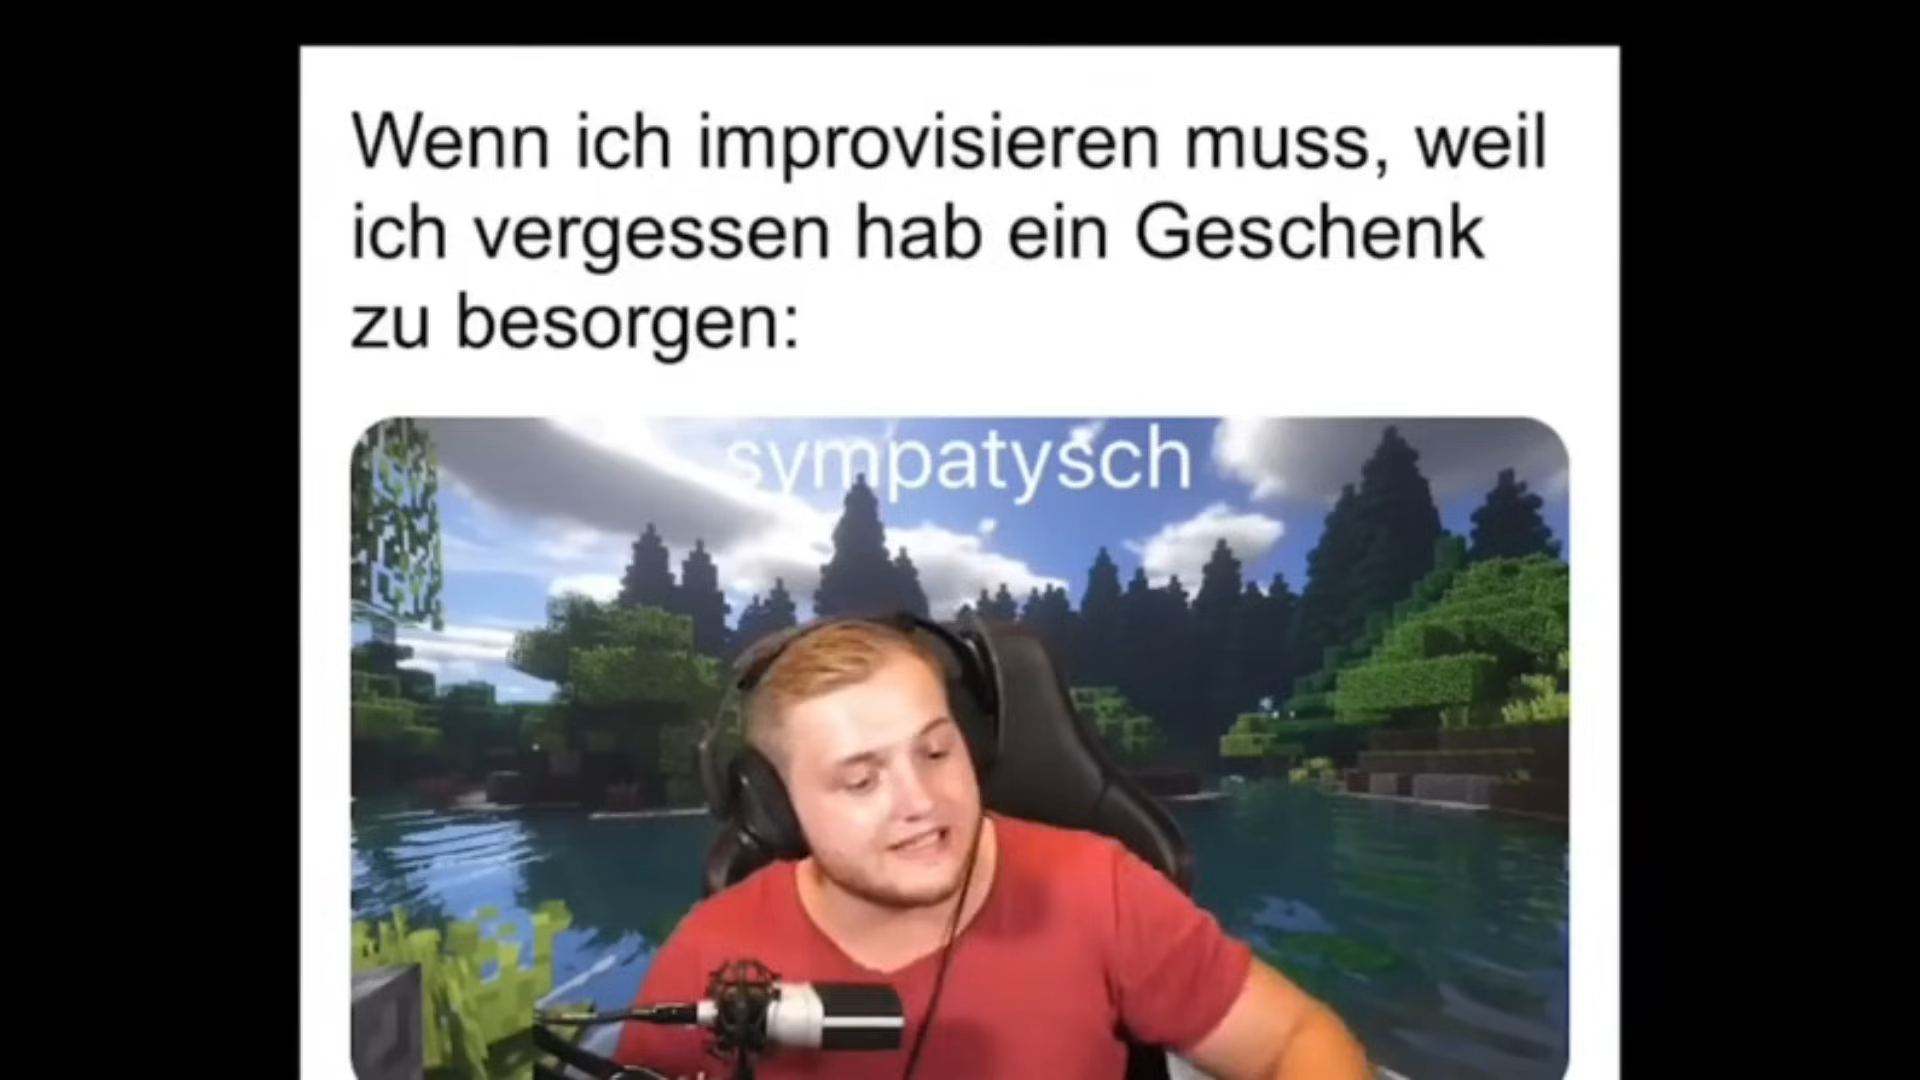 Wenn ich improvisieren muss, weil
ich vergessen hab ein Geschenk
zu besorgen:
sympatysch